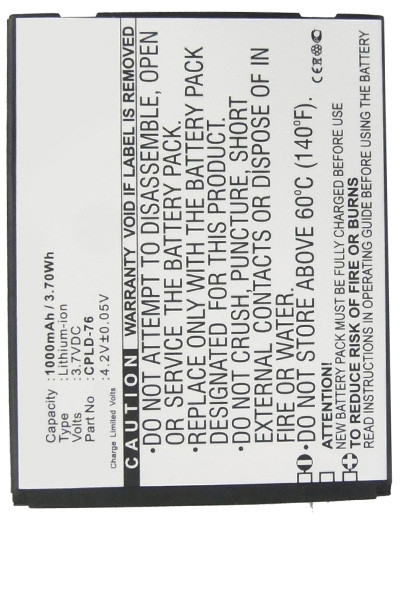 Capacity : 1000mAh / 3.70Wh
Type : Lithium-ion
Volts : 3.7VDC
Part No : CPLD-76
Charge Limited Volts : 4.2V±0.05V
CAUTION WARRANTY VOID IF LABEL IS REMOVED
•DO NOT ATTEMPT TO DISASSEMBLE, OPEN
OR SERVICE THE BATTERY PACK.
•REPLACE ONLY WITH THE BATTERY PACK
DESIGNATED FOR THIS PRODUCT.
•DO NOT CRUSH, PUNCTURE, SHORT
EXTERNAL CONTACTS OR DISPOSE OF IN
FIRE OR WATER.
•DO NOT STORE ABOVE 60ºC (140ºF).
ATTENTION!
NEW BATTERY PACK MUST BE FULLY CHARGED BEFORE USE
TO REDUCE RISK OF FIRE OR BURNS
READ INSTRUCTIONS IN OPERATING GUIDE BEFORE USING THE BATTERY